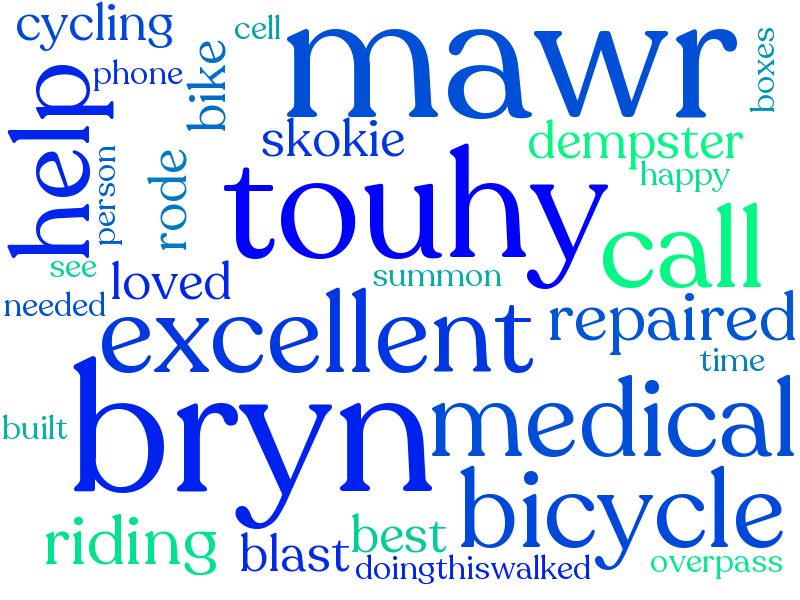 cycling
cell
mawr
boxes
phone
bike
help
skokie
dempster
person
rode
touhy
happy
call
see
loved
summon
needed
excellent
repaired
time
bryn
medical
built
bicycle
riding
best
blast
doingthiswalked
overpass